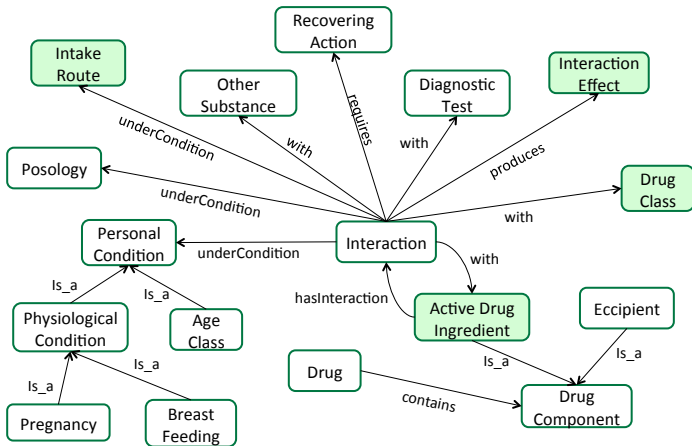 Recovering
Action
Intake
Route
Interaction
Effect
Other
Substance
Diagnostic
Test
requires
underCondition
with
with
produces
Posology
underCondition
Drug
Class
with
Personal
Condition
underCondition
Interaction
with
Is_a
Is_a
hasInteraction
Physiological
Condition
Age
Class
Active Drug
Ingredient
Eccipient
Is_a
Is_a
Is_a
Is_a
Drug
contains
Drug
Component
Pregnancy
Breast
Feeding